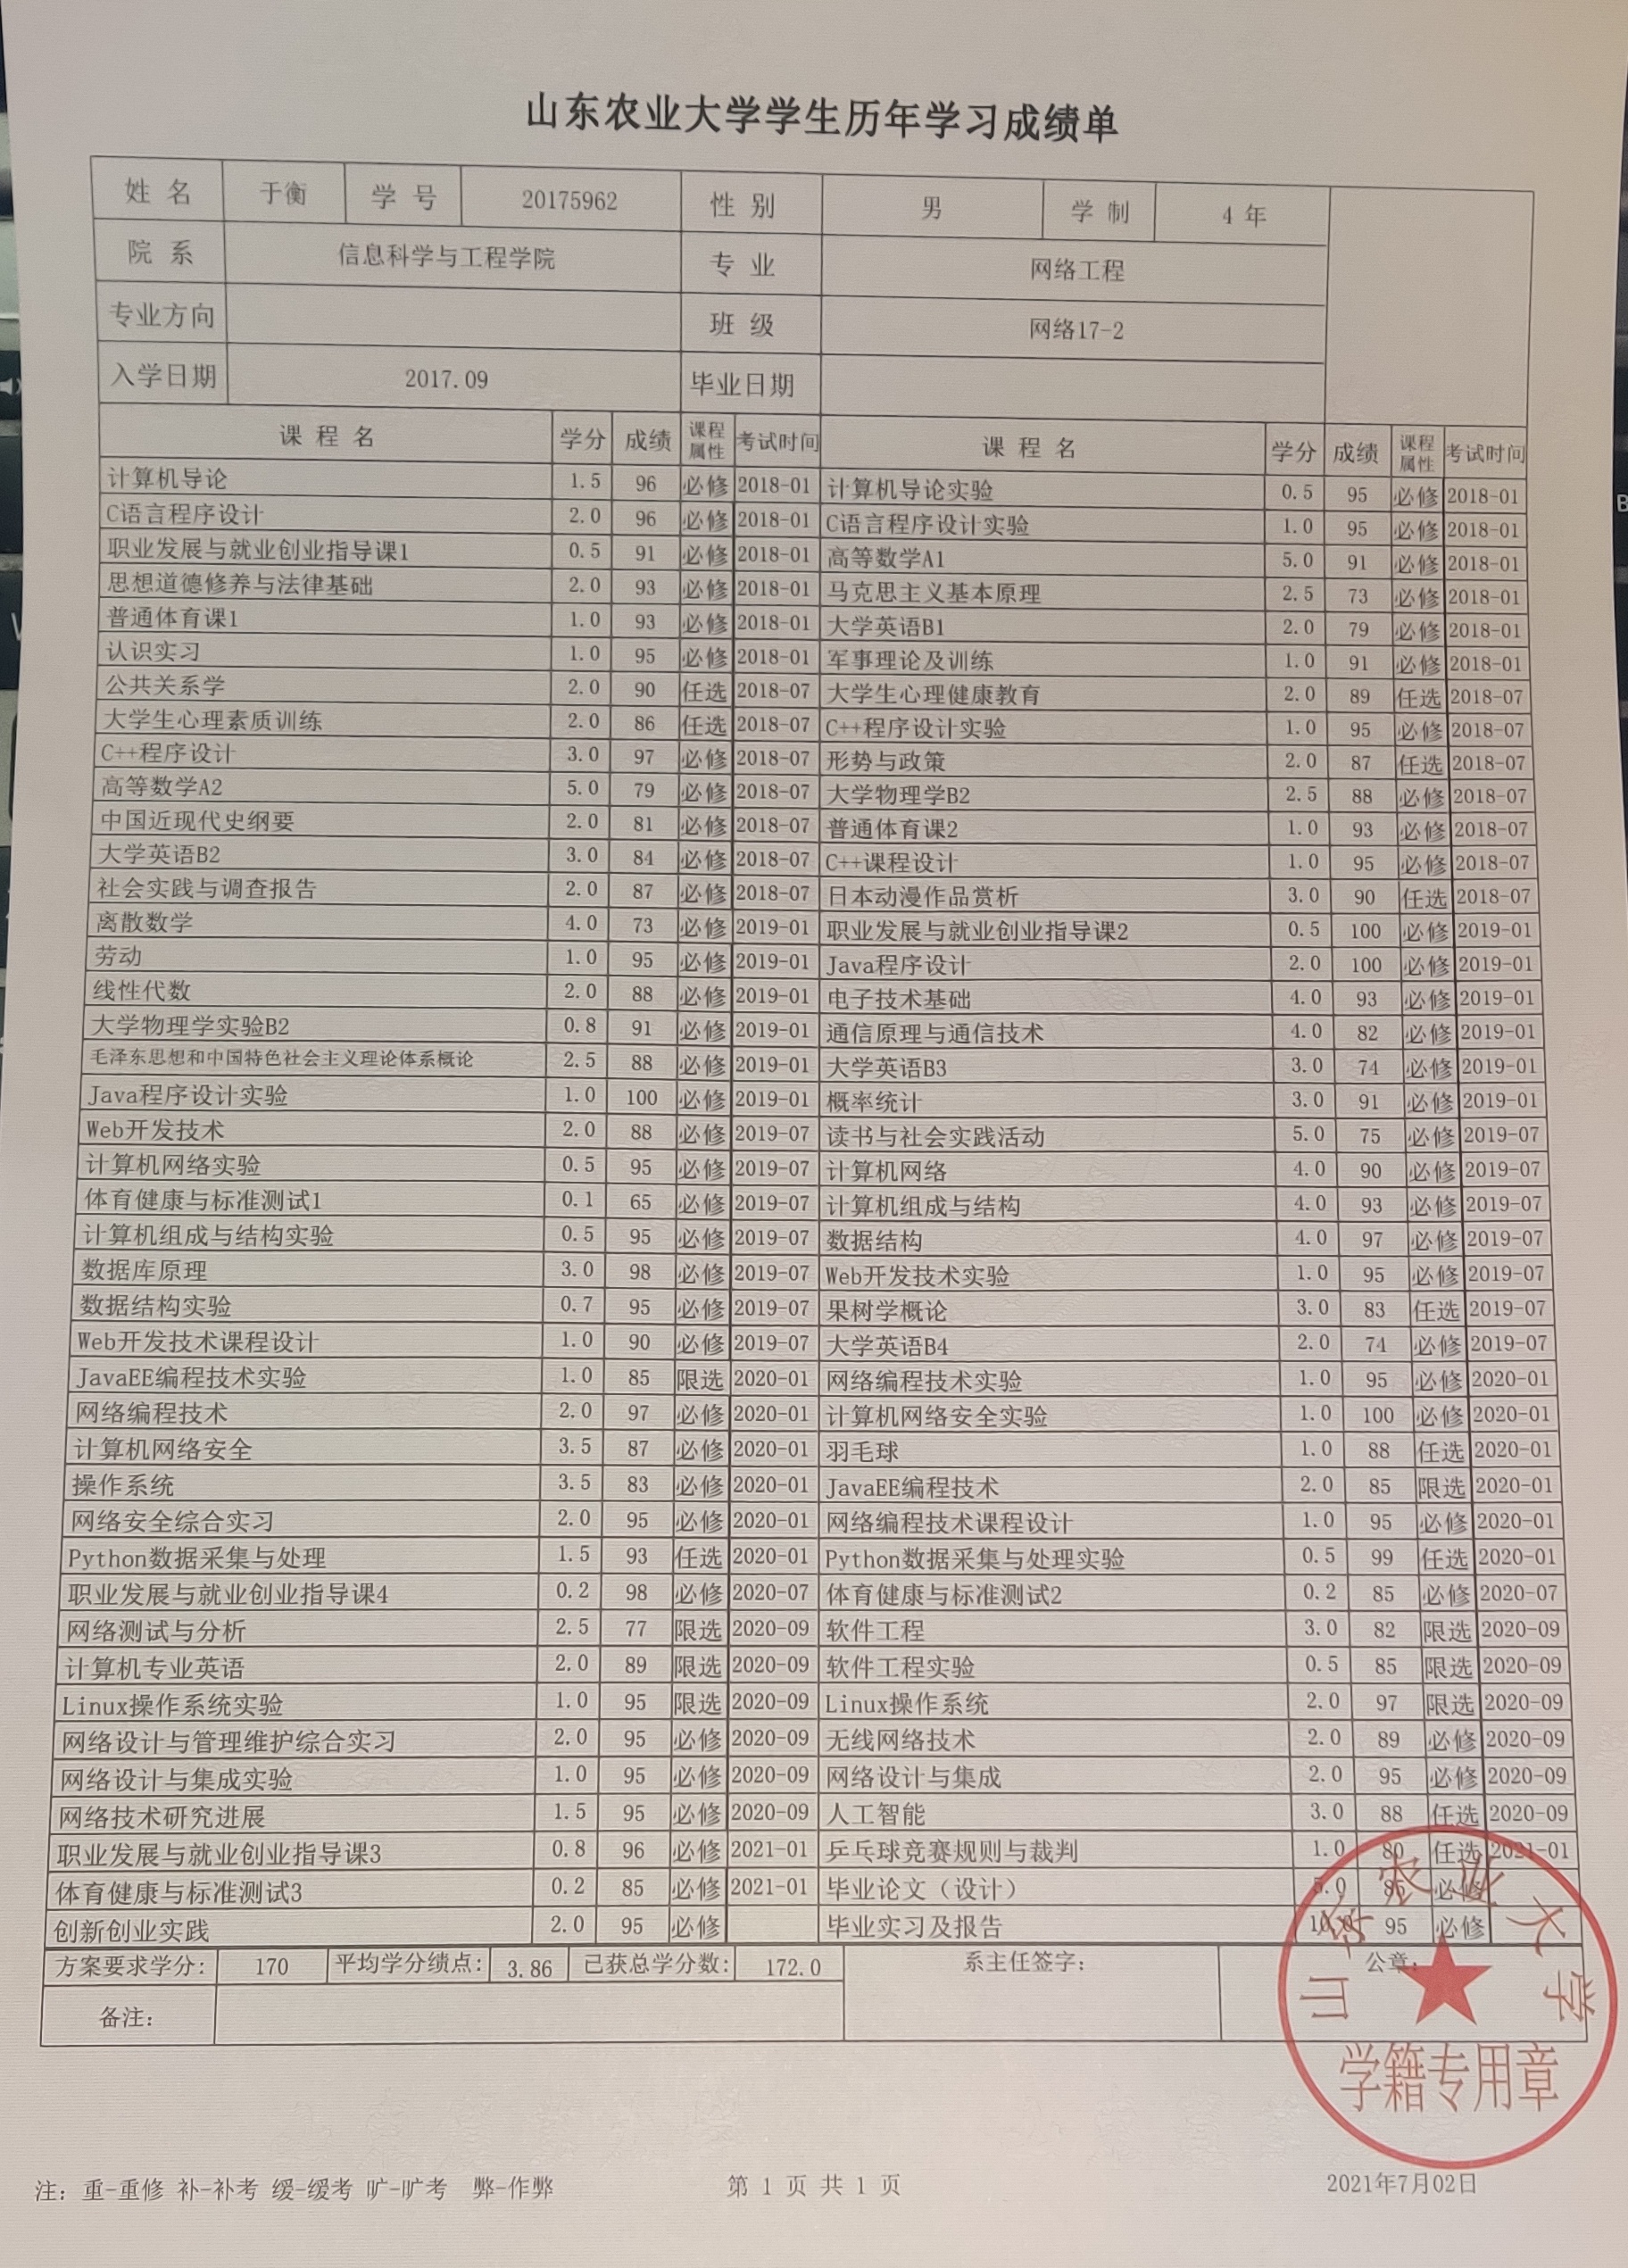 山东农业大学学生历年学习成绩单
姓 名 于衡 学 号 20175962 性 别 男 学 制 4 年
院 系 信息科学与工程学院 专 业 网络工程
专业方向 班 级 网络17-2
入学日期 2017.09 毕业日期
课 程 名 学分 成绩 课程属性 考试时间 课 程 名 学分 成绩 课程属性 考试时间
计算机导论 1.5 96 必修 2018-01 计算机导论实验 0.5 95 必修 2018-01
C语言程序设计 2.0 96 必修 2018-01 C语言程序设计实验 1.0 95 必修 2018-01
职业发展与就业创业指导课1 0.5 91 必修 2018-01 高等数学A1 5.0 91 必修 2018-01
思想道德修养与法律基础 2.0 93 必修 2018-01 马克思主义基本原理 2.5 73 必修 2018-01
普通体育课1 1.0 93 必修 2018-01 大学英语B1 2.0 79 必修 2018-01
认识实习 1.0 95 必修 2018-01 军事理论及训练 1.0 91 必修 2018-01
公共关系学 2.0 90 任选 2018-07 大学生心理健康教育 2.0 89 任选 2018-07
大学生心理素质训练 2.0 86 任选 2018-07 C++程序设计实验 1.0 95 必修 2018-07
C++程序设计 3.0 97 必修 2018-07 形势与政策 2.0 87 任选 2018-07
高等数学A2 5.0 79 必修 2018-07 大学物理学B2 2.5 88 必修 2018-07
中国近现代史纲要 2.0 81 必修 2018-07 普通体育课2 1.0 93 必修 2018-07
大学英语B2 3.0 84 必修 2018-07 C++课程设计 1.0 95 必修 2018-07
社会实践与调查报告 2.0 87 必修 2018-07 日本动漫作品赏析 3.0 90 任选 2018-07
离散数学 4.0 73 必修 2019-01 职业发展与就业创业指导课2 0.5 100 必修 2019-01
劳动 1.0 95 必修 2019-01 Java程序设计 2.0 100 必修 2019-01
线性代数 2.0 88 必修 2019-01 电子技术基础 4.0 93 必修 2019-01
大学物理学实验B2 0.8 91 必修 2019-01 通信原理与通信技术 4.0 82 必修 2019-01
毛泽东思想和中国特色社会主义理论体系概论 2.5 88 必修 2019-01 大学英语B3 3.0 74 必修 2019-01
Java程序设计实验 1.0 100 必修 2019-01 概率统计 3.0 91 必修 2019-01
Web开发技术 2.0 88 必修 2019-07 读书与社会实践活动 5.0 75 必修 2019-07
计算机网络实验 0.5 95 必修 2019-07 计算机网络 4.0 90 必修 2019-07
体育健康与标准测试1 0.1 65 必修 2019-07 计算机组成与结构 4.0 93 必修 2019-07
计算机组成与结构实验 0.5 95 必修 2019-07 数据结构 4.0 97 必修 2019-07
数据库原理 3.0 98 必修 2019-07 Web开发技术实验 1.0 95 必修 2019-07
数据结构实验 0.7 95 必修 2019-07 果树学概论 3.0 83 任选 2019-07
Web开发技术课程设计 1.0 90 必修 2019-07 大学英语B4 2.0 74 必修 2019-07
JavaEE编程技术实验 1.0 85 限选 2020-01 网络编程技术实验 1.0 95 必修 2020-01
网络编程技术 2.0 97 必修 2020-01 计算机网络安全实验 1.0 100 必修 2020-01
计算机网络安全 3.5 87 必修 2020-01 羽毛球 1.0 88 任选 2020-01
操作系统 3.5 83 必修 2020-01 JavaEE编程技术 2.0 85 限选 2020-01
网络安全综合实习 2.0 95 必修 2020-01 网络编程技术课程设计 1.0 95 必修 2020-01
Python数据采集与处理 1.5 93 任选 2020-01 Python数据采集与处理实验 0.5 99 任选 2020-01
职业发展与就业创业指导课4 0.2 98 必修 2020-07 体育健康与标准测试2 0.2 85 必修 2020-07
网络测试与分析 2.5 77 限选 2020-09 软件工程 3.0 82 限选 2020-09
计算机专业英语 2.0 89 限选 2020-09 软件工程实验 0.5 85 限选 2020-09
Linux操作系统实验 1.0 95 限选 2020-09 Linux操作系统 2.0 97 限选 2020-09
网络设计与管理维护综合实习 2.0 95 必修 2020-09 无线网络技术 2.0 89 必修 2020-09
网络设计与集成实验 1.0 95 必修 2020-09 网络设计与集成 2.0 95 必修 2020-09
网络技术研究进展 1.5 95 必修 2020-09 人工智能 3.0 88 任选 2020-09
职业发展与就业创业指导课3 0.8 96 必修 2021-01 乒乓球竞赛规则与裁判 1.0 80 任选 2021-01
体育健康与标准测试3 0.2 85 必修 2021-01 毕业论文（设计） 必修
创新创业实践 2.0 95 必修 毕业实习及报告 95 必修
方案要求学分: 170 平均学分绩点: 3.86 已获总学分数: 172.0 系主任签字: 公章:
备注:
山东农业大学
学籍专用章
注: 重-重修 补-补考 缓-缓考 旷-旷考 弊-作弊 第 1 页 共 1 页 2021年7月02日